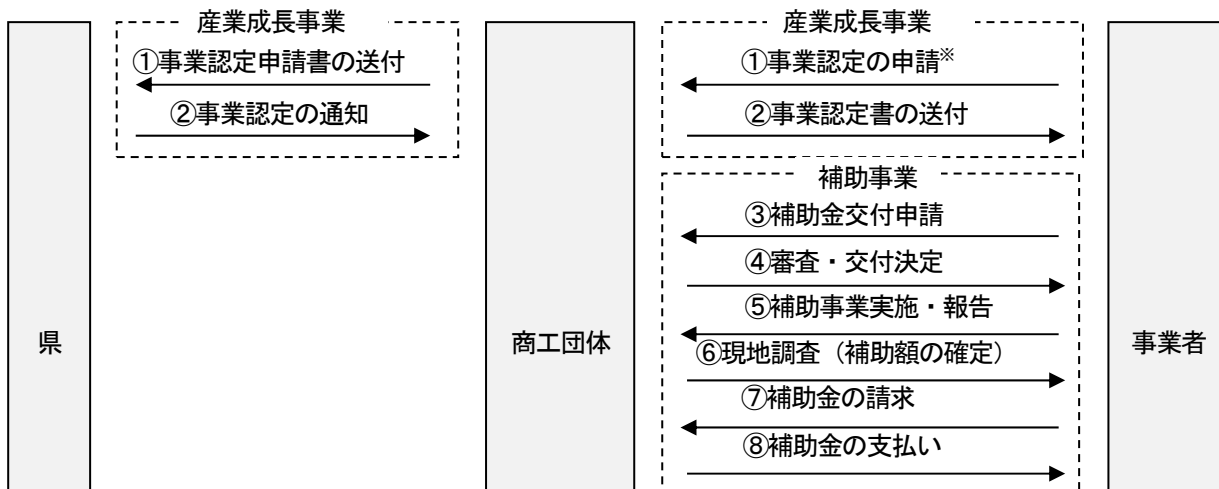 産業成長事業
①事業認定申請書の送付
②事業認定の通知
産業成長事業
①事業認定の申請※
②事業認定書の送付
補助事業
③補助金交付申請
④審査・交付決定
⑤補助事業実施・報告
⑥現地調査（補助額の確定）
⑦補助金の請求
⑧補助金の支払い
県
商工団体
事業者